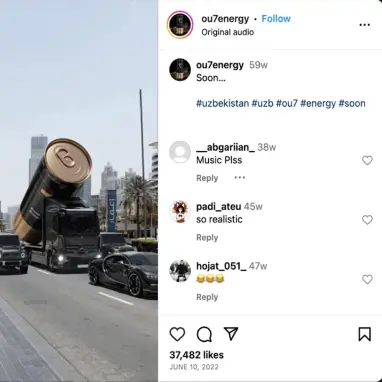 ou7energy • Follow
Original audio
ou7energy 59w
Soon...
#uzbekistan #uzb #ou7 #energy #soon
__abgariian_ 38w
Music Plss
Reply
padi_ateu 45w
so realistic
Reply
hojat_051_ 47w
😂😂😂
Reply
37,482 likes
JUNE 10, 2022